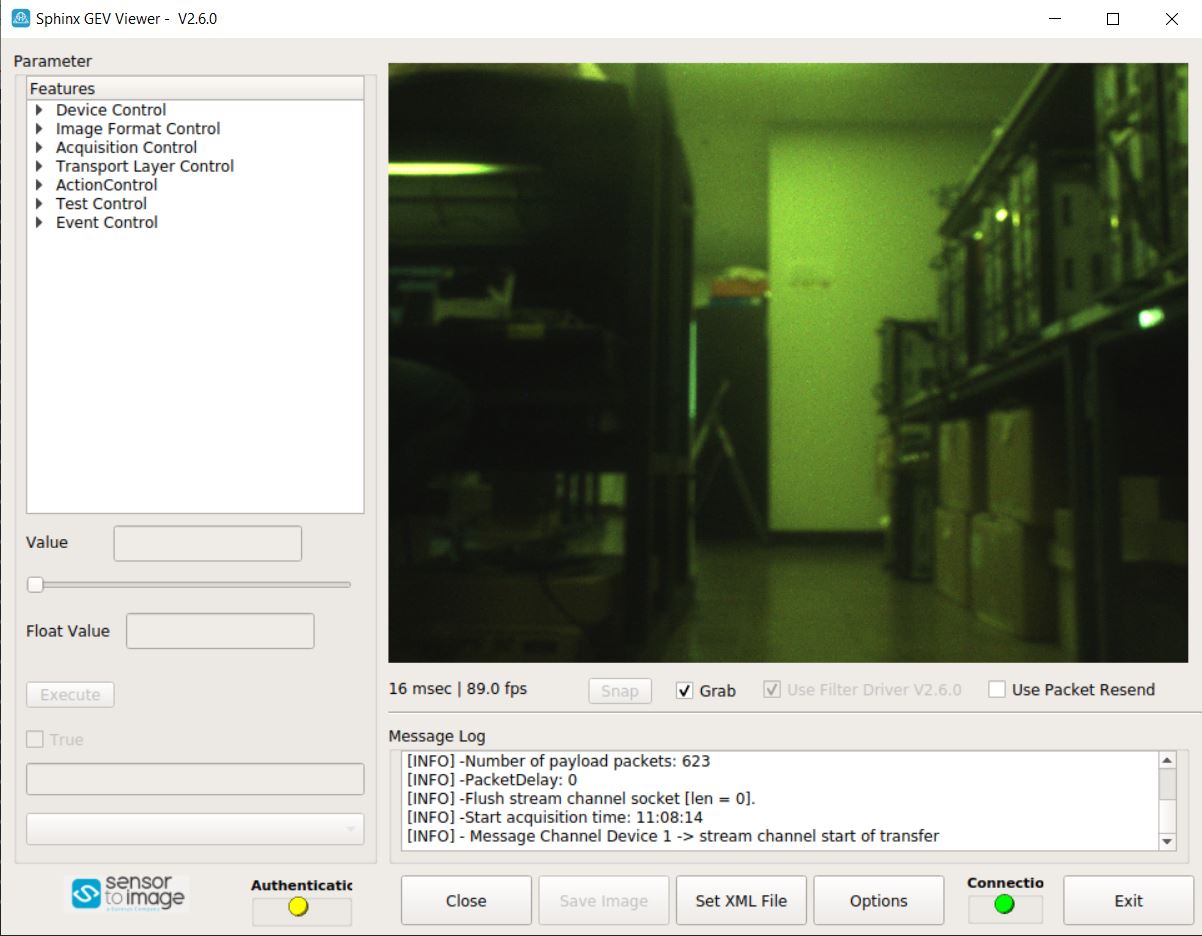 Sphinx GEV Viewer - V2.6.0
Parameter
Features
Device Control
Image Format Control
Acquisition Control
Transport Layer Control
ActionControl
Test Control
Event Control
Value
Float Value
Execute
True
16 msec | 89.0 fps
Snap
Grab
Use Filter Driver V2.6.0
Use Packet Resend
Message Log
[INFO] -Number of payload packets: 623
[INFO] -PacketDelay: 0
[INFO] -Flush stream channel socket [len = 0].
[INFO] -Start acquisition time: 11:08:14
[INFO] - Message Channel Device 1 -> stream channel start of transfer
sensor
to image
Authenticatic
Close
Save Image
Set XML File
Options
Connectio
Exit